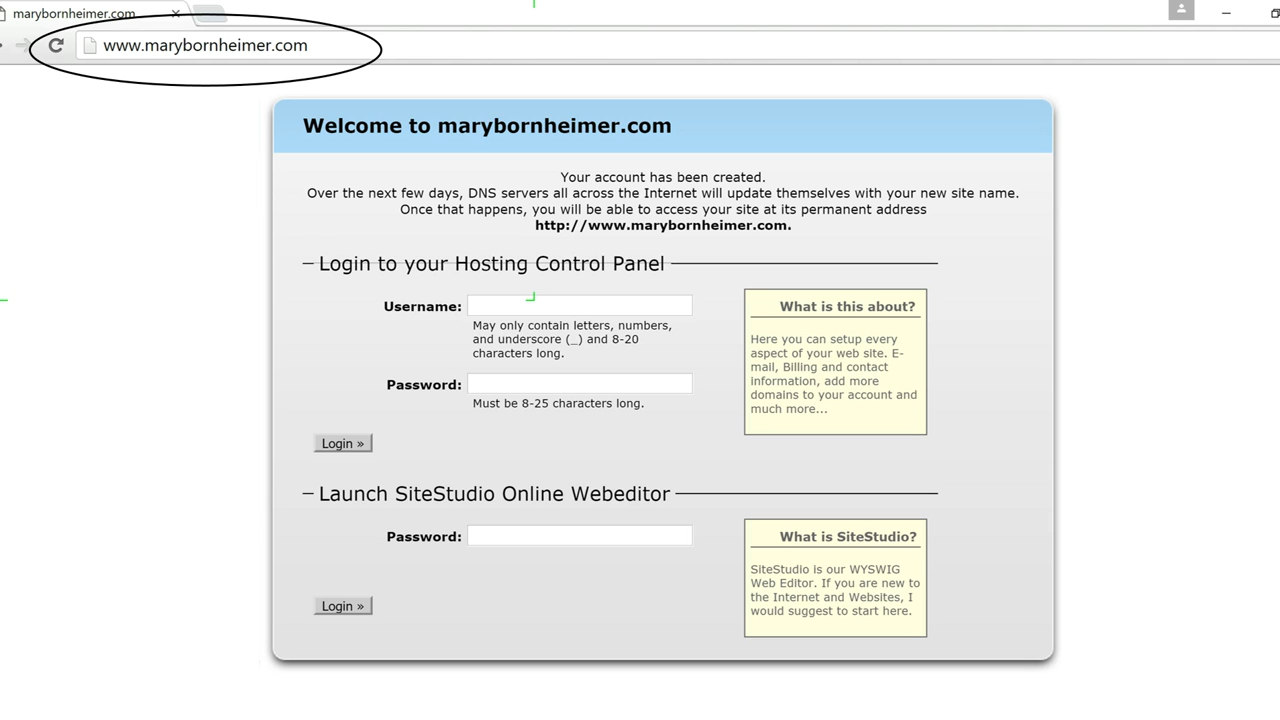 marybornheimer.com
www.marybornheimer.com
Welcome to marybornheimer.com
Your account has been created.
Over the next few days, DNS servers all across the Internet will update themselves with your new site name.
Once that happens, you will be able to access your site at its permanent address
http://www.marybornheimer.com.
Login to your Hosting Control Panel
Username:
May only contain letters, numbers,
and underscore (_) and 8-20
characters long.
Password:
Must be 8-25 characters long.
Login »
What is this about?
Here you can setup every
aspect of your web site. E-
mail, Billing and contact
information, add more
domains to your account and
much more...
Launch SiteStudio Online Webeditor
Password:
Login »
What is SiteStudio?
SiteStudio is our WYSWIG
Web Editor. If you are new to
the Internet and Websites, I
would suggest to start here.